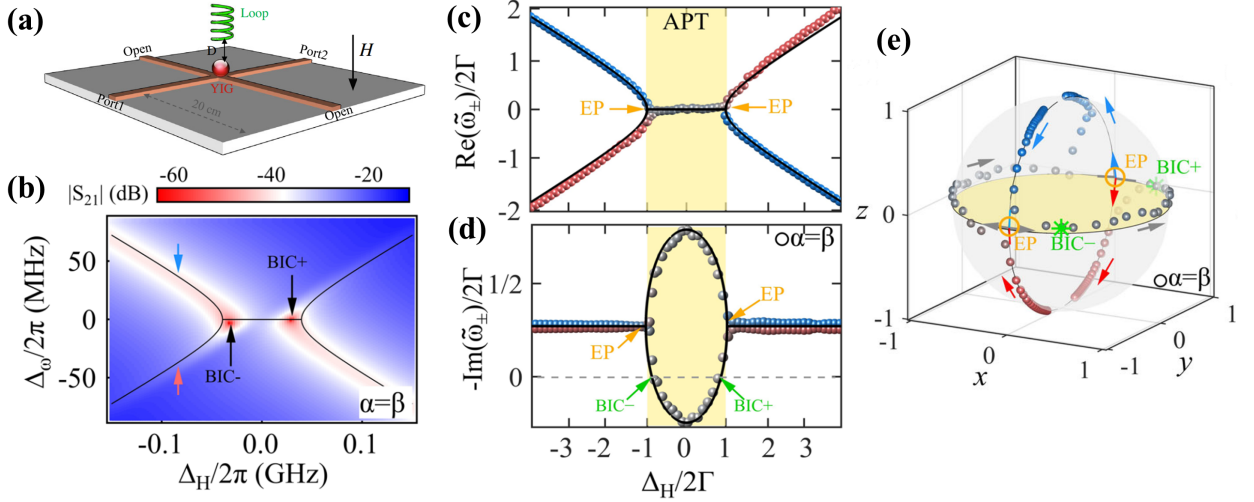 (a)
Loop
D
Open
Port2
H
YIG
Port1
Open
20 cm
(b)
|S21| (dB)
-60
-40
-20
Δω/2π (MHz)
50
0
-50
BIC+
BIC-
α=β
-0.1
0.0
0.1
ΔH/2π (GHz)
(c)
APT
Re(ω̃±)/2Γ
2
1
0
-1
-2
EP
EP
(d)
-Im(ω̃±)/2Γ
1/2
0
α=β
EP
EP
BIC−
BIC+
-3
-2
-1
0
1
2
3
ΔH/2Γ
(e)
1
0
-1
z
EP
BIC+
EP
BIC−
α=β
-1
0
1
x
-1
0
1
y